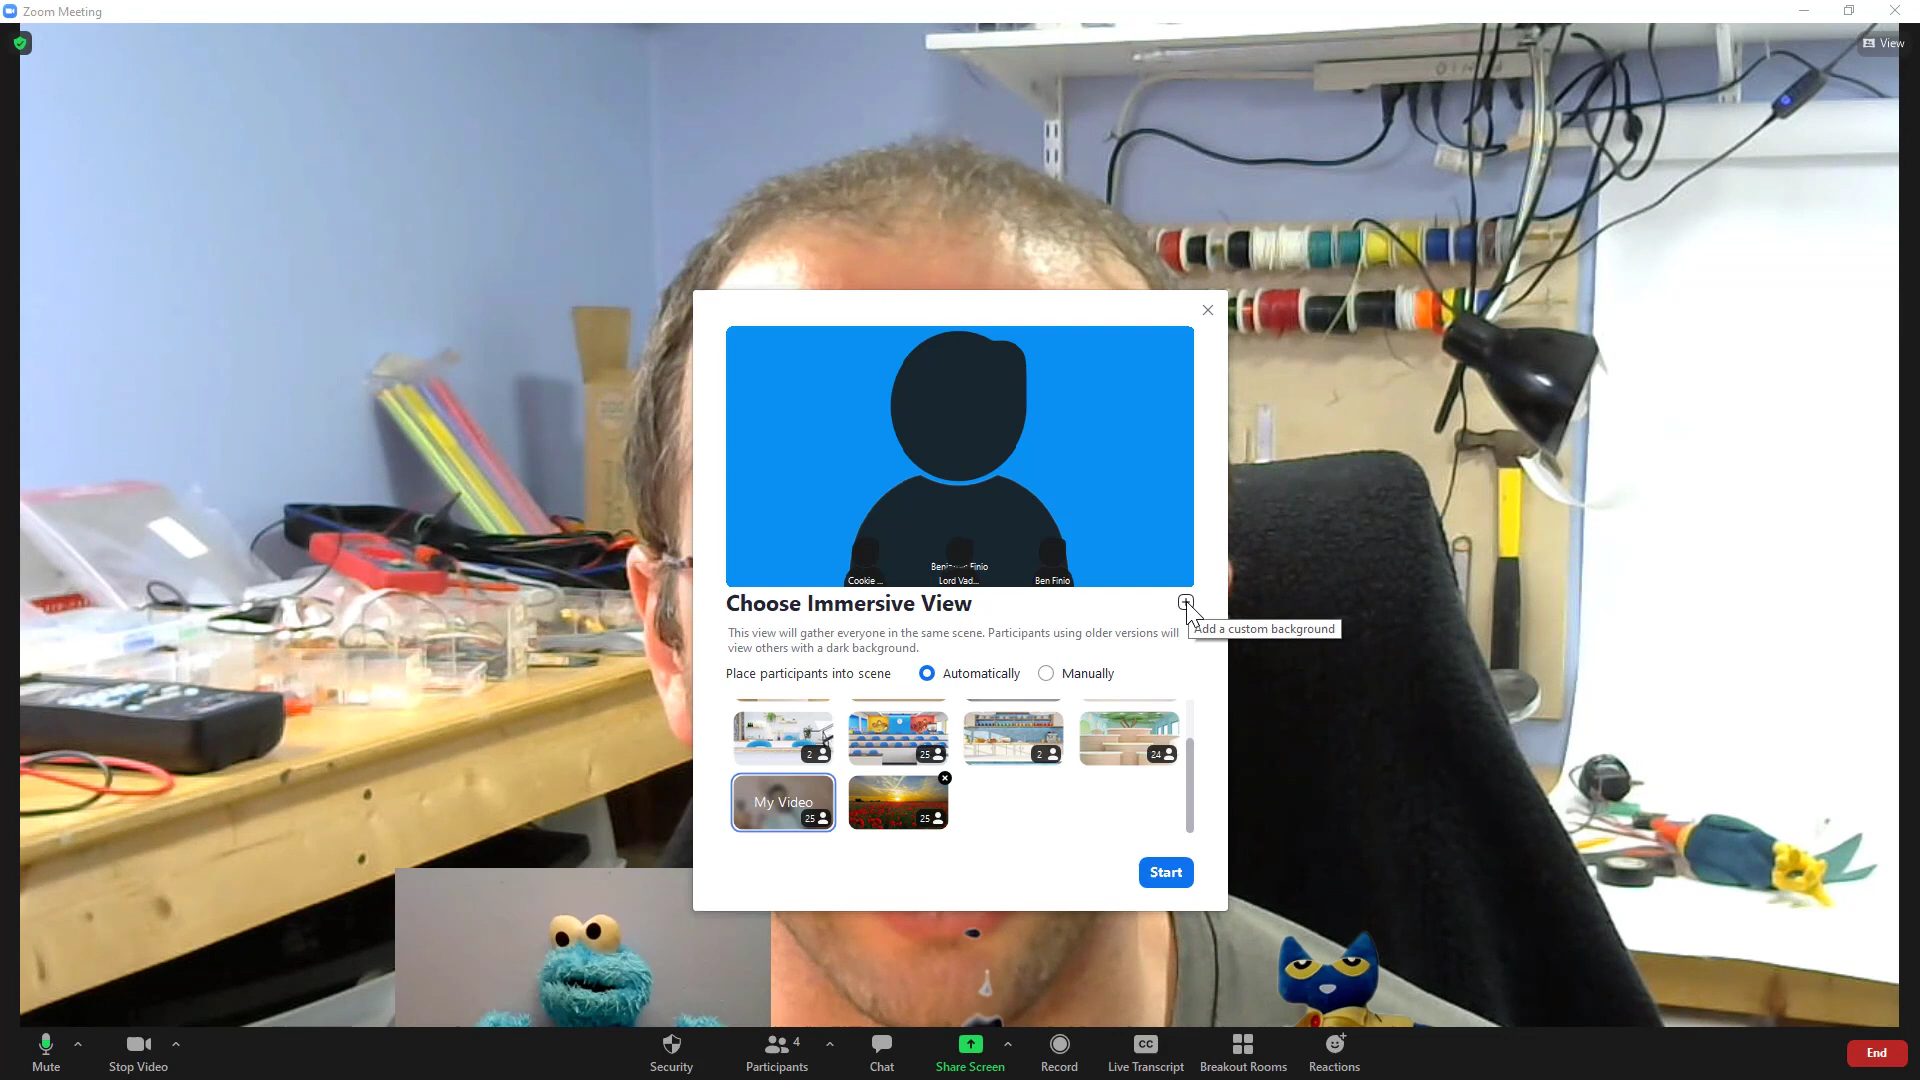 Zoom Meeting
View
Cookie ...
Lord Vad...
Ben Finio
Choose Immersive View
Add a custom background
This view will gather everyone in the same scene. Participants using older versions will
view others with a dark background.
Place participants into scene
Automatically
Manually
2
25
2
24
My Video
25
25
Start
Mute
Stop Video
Security
4
Participants
Chat
Share Screen
Record
CC
Live Transcript
Breakout Rooms
Reactions
End